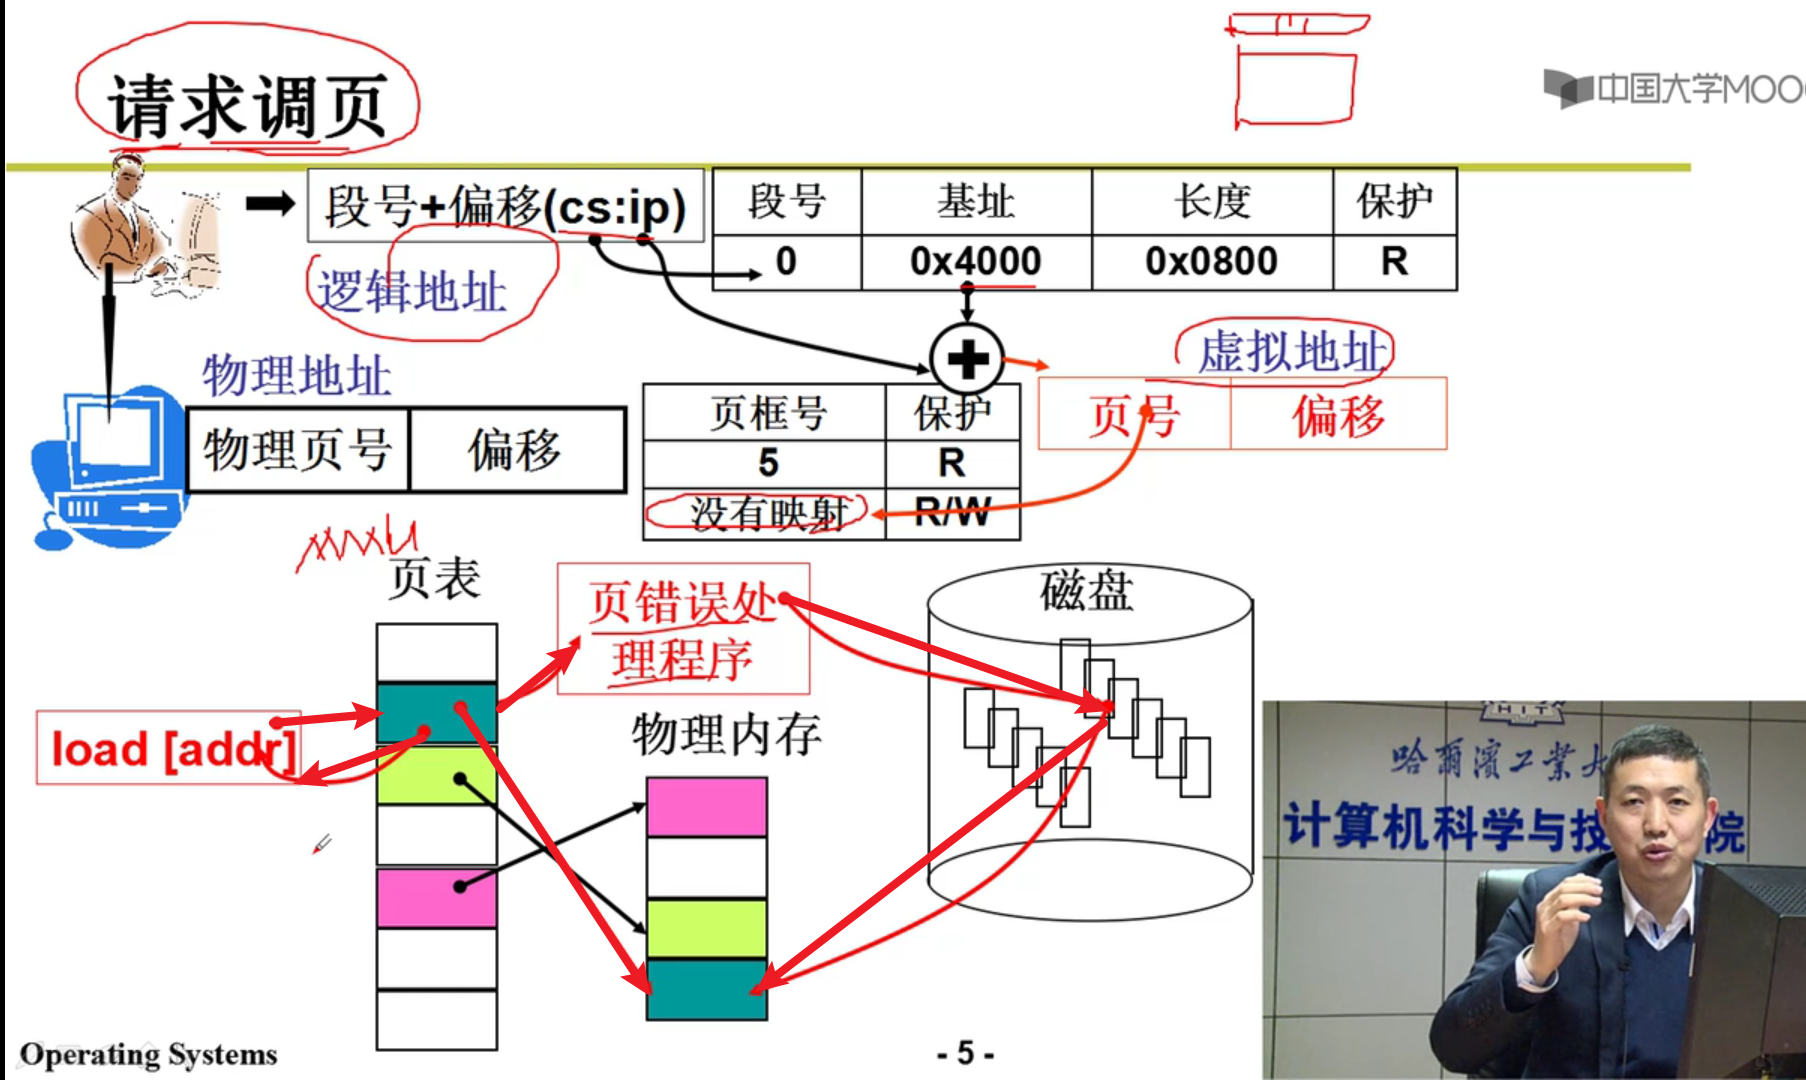 请求调页
中国大学MOO
段号+偏移(cs:ip)
段号 基址 长度 保护
0 0x4000 0x0800 R
逻辑地址
虚拟地址
物理地址
物理页号 偏移
页框号 保护
5 R
没有映射 R/W
页号 偏移
页表
页错误处
理程序
磁盘
load [addr]
物理内存
HIT
哈尔滨工业大
计算机科学与技 院
Operating Systems
- 5 -